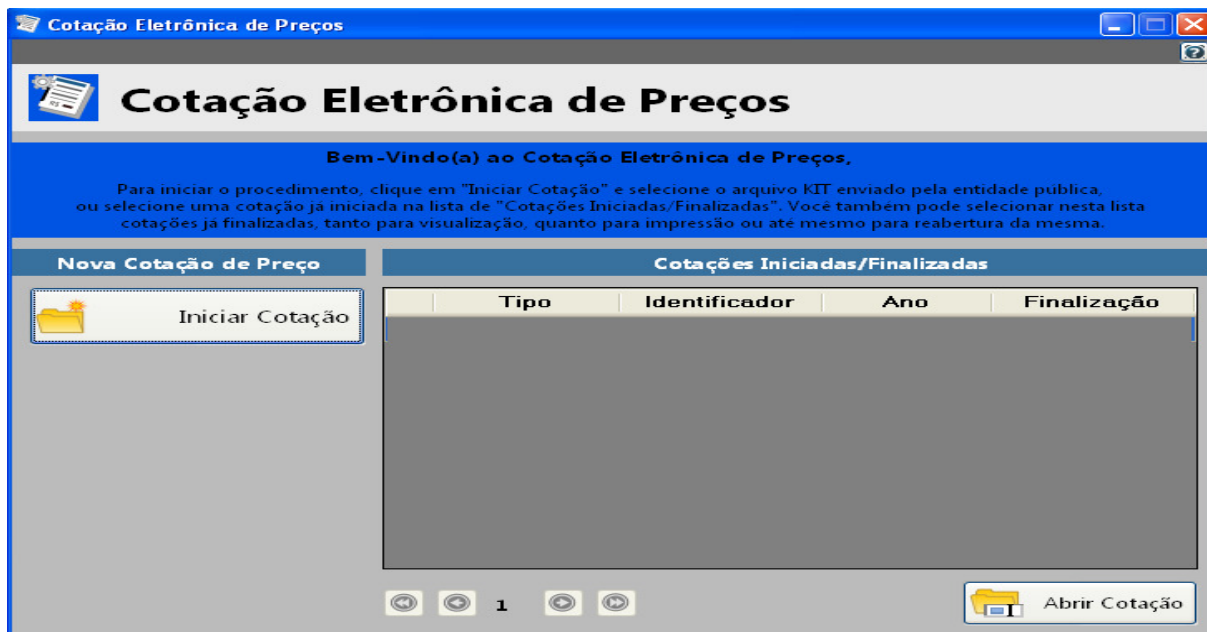 Cotação Eletrônica de Preços
Cotação Eletrônica de Preços
Bem-Vindo(a) ao Cotação Eletrônica de Preços,
Para iniciar o procedimento, clique em "Iniciar Cotação" e selecione o arquivo KIT enviado pela entidade pública,
ou selecione uma cotação já iniciada na lista de "Cotações Iniciadas/Finalizadas". Você também pode selecionar nesta lista
cotações já finalizadas, tanto para visualização, quanto para impressão ou até mesmo para reabertura da mesma.
Nova Cotação de Preço
Cotações Iniciadas/Finalizadas
Iniciar Cotação
Tipo Identificador Ano Finalização
1
Abrir Cotação